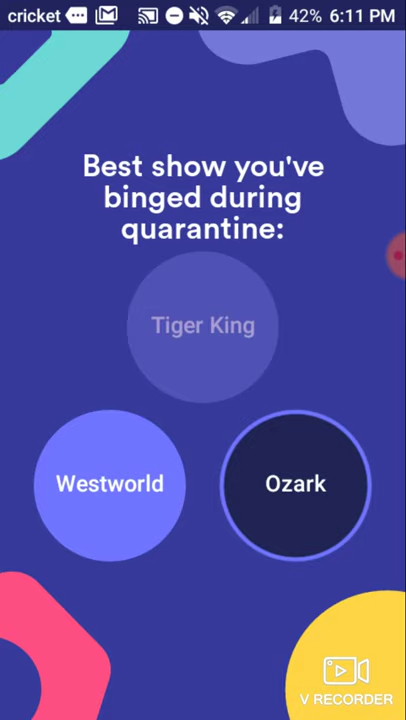 cricket 42% 6:11 PM
Best show you've
binged during
quarantine:
Tiger King
Westworld
Ozark
V RECORDER